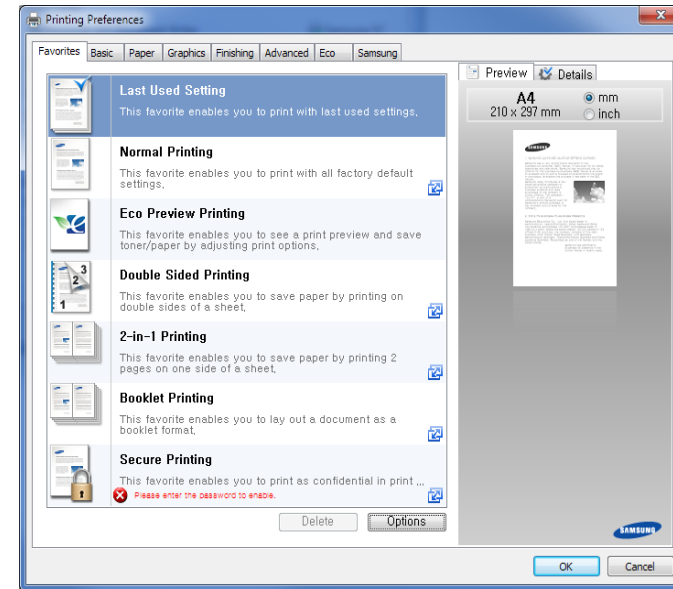 Printing Preferences
Favorites Basic Paper Graphics Finishing Advanced Eco Samsung
Last Used Setting
This favorite enables you to print with last used settings.
Normal Printing
This favorite enables you to print with all factory default
settings.
Eco Preview Printing
This favorite enables you to see a print preview and save
toner/paper by adjusting print options.
Double Sided Printing
This favorite enables you to save paper by printing on
double sides of a sheet.
1 2 3
2-in-1 Printing
This favorite enables you to save paper by printing 2
pages on one side of a sheet.
Booklet Printing
This favorite enables you to lay out a document as a
booklet format.
Secure Printing
This favorite enables you to print as confidential in print ...
Please enter the password to enable.
Delete Options
Preview Details
A4
210 x 297 mm
mm
inch
SAMSUNG
SAMSUNG
OK Cancel